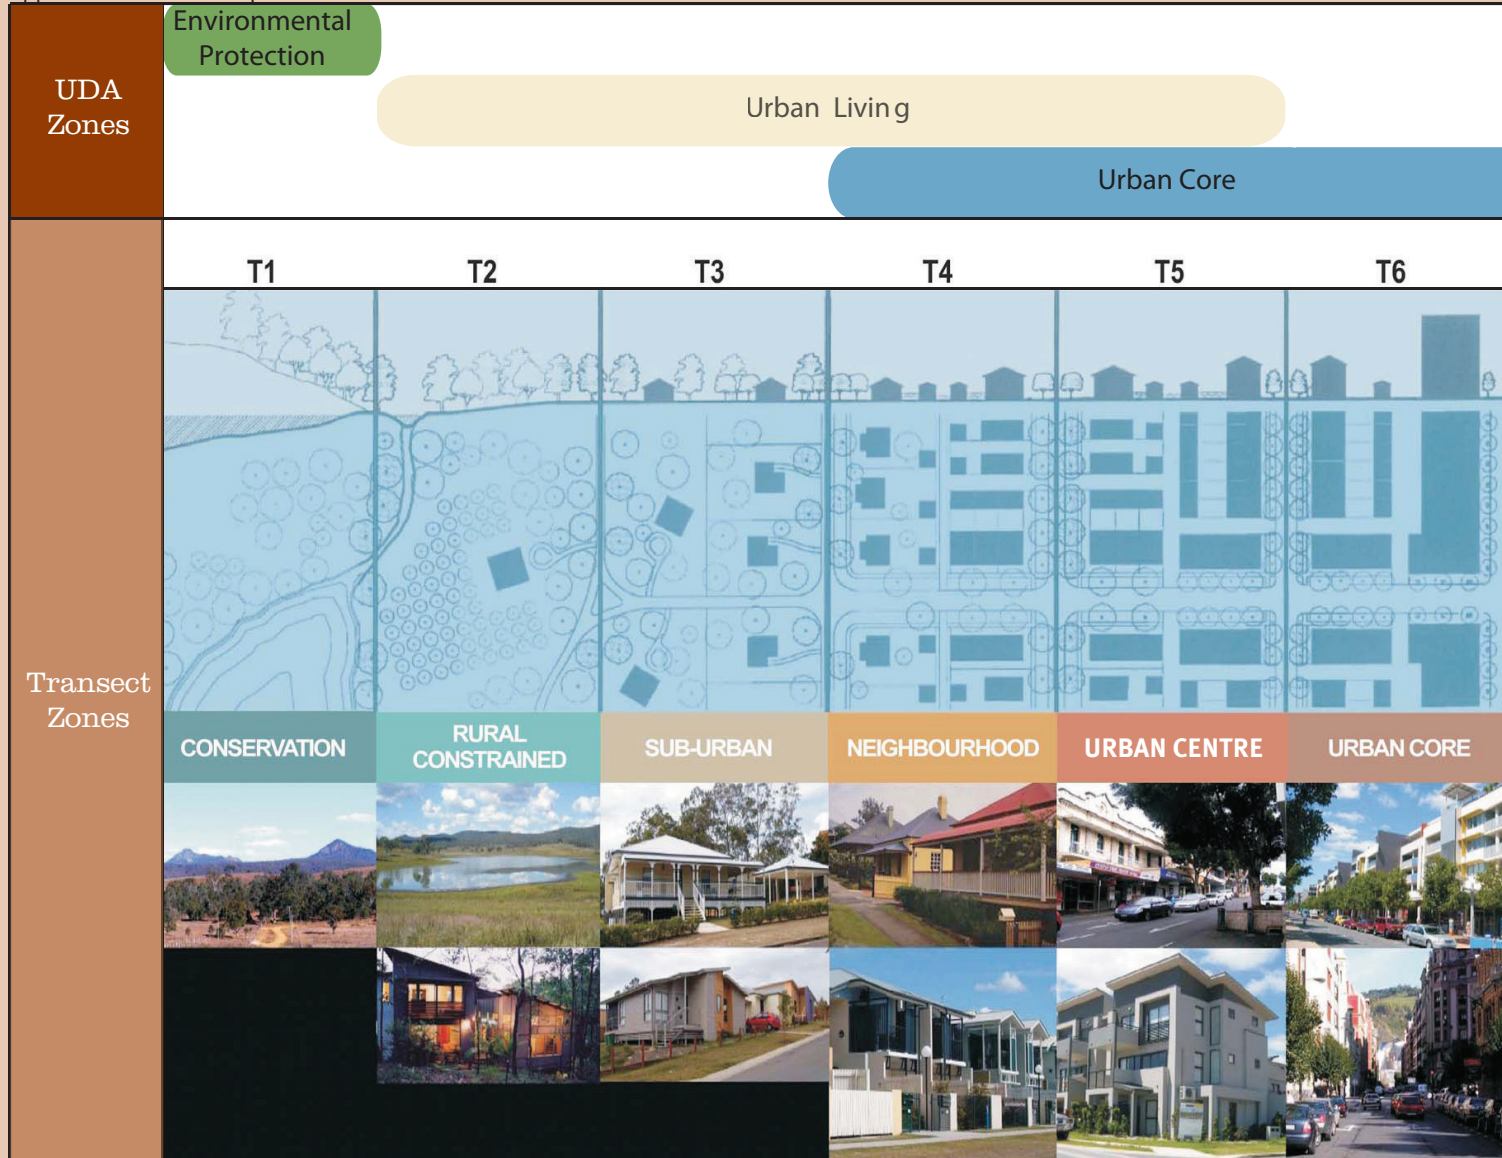 Environmental
Protection
UDA
Zones
Urban Living
Urban Core
T1
T2
T3
T4
T5
T6
Transect
Zones
CONSERVATION
RURAL
CONSTRAINED
SUB-URBAN
NEIGHBOURHOOD
URBAN CENTRE
URBAN CORE